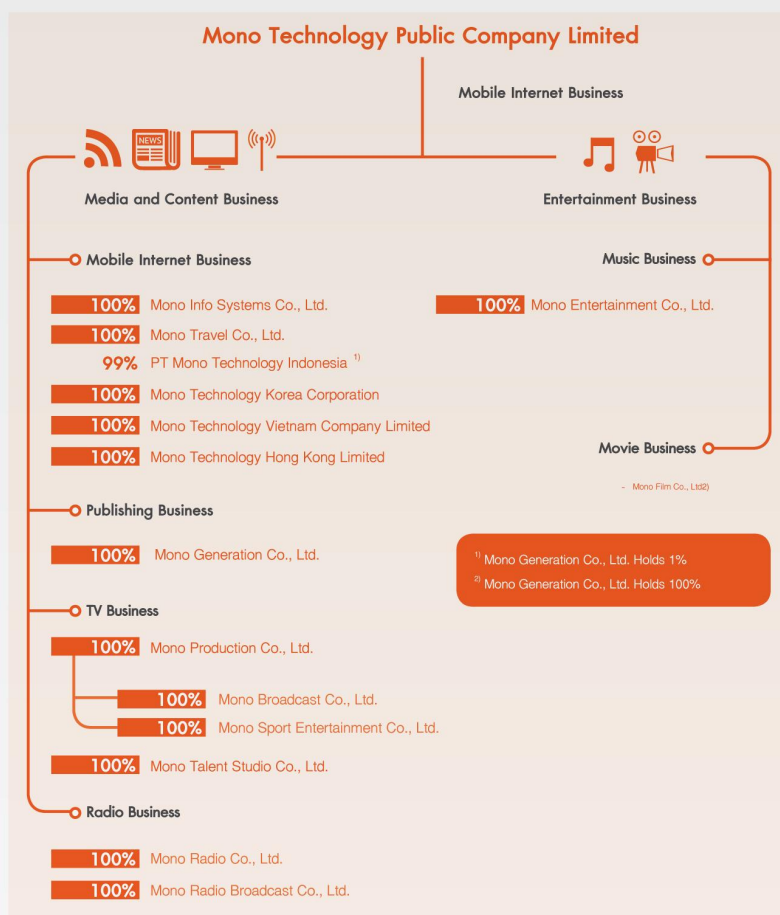 Mono Technology Public Company Limited
Mobile Internet Business
NEWS
Media and Content Business
Entertainment Business
Mobile Internet Business
100% Mono Info Systems Co., Ltd.
100% Mono Travel Co., Ltd.
99% PT Mono Technology Indonesia 1)
100% Mono Technology Korea Corporation
100% Mono Technology Vietnam Company Limited
100% Mono Technology Hong Kong Limited
Publishing Business
100% Mono Generation Co., Ltd.
TV Business
100% Mono Production Co., Ltd.
100% Mono Broadcast Co., Ltd.
100% Mono Sport Entertainment Co., Ltd.
100% Mono Talent Studio Co., Ltd.
Radio Business
100% Mono Radio Co., Ltd.
100% Mono Radio Broadcast Co., Ltd.
Music Business
100% Mono Entertainment Co., Ltd.
Movie Business
- Mono Film Co., Ltd2)
1) Mono Generation Co., Ltd. Holds 1%
2) Mono Generation Co., Ltd. Holds 100%